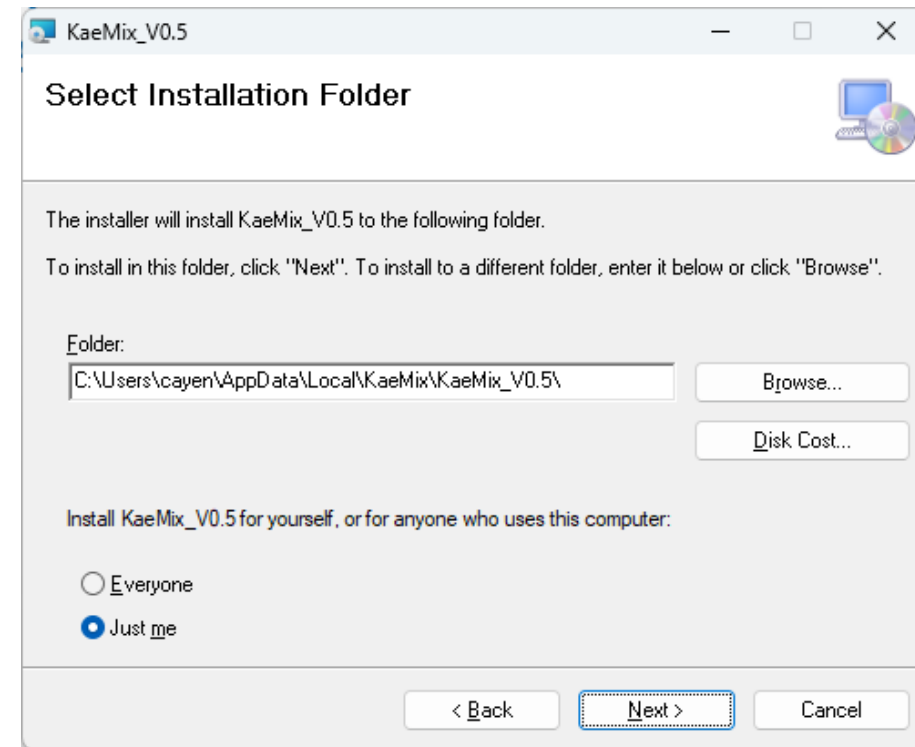 KaeMix_V0.5
Select Installation Folder
The installer will install KaeMix_V0.5 to the following folder.
To install in this folder, click "Next". To install to a different folder, enter it below or click "Browse".
Folder:
C:\Users\cayen\AppData\Local\KaeMix\KaeMix_V0.5\
Browse...
Disk Cost...
Install KaeMix_V0.5 for yourself, or for anyone who uses this computer:
Everyone
Just me
< Back
Next >
Cancel